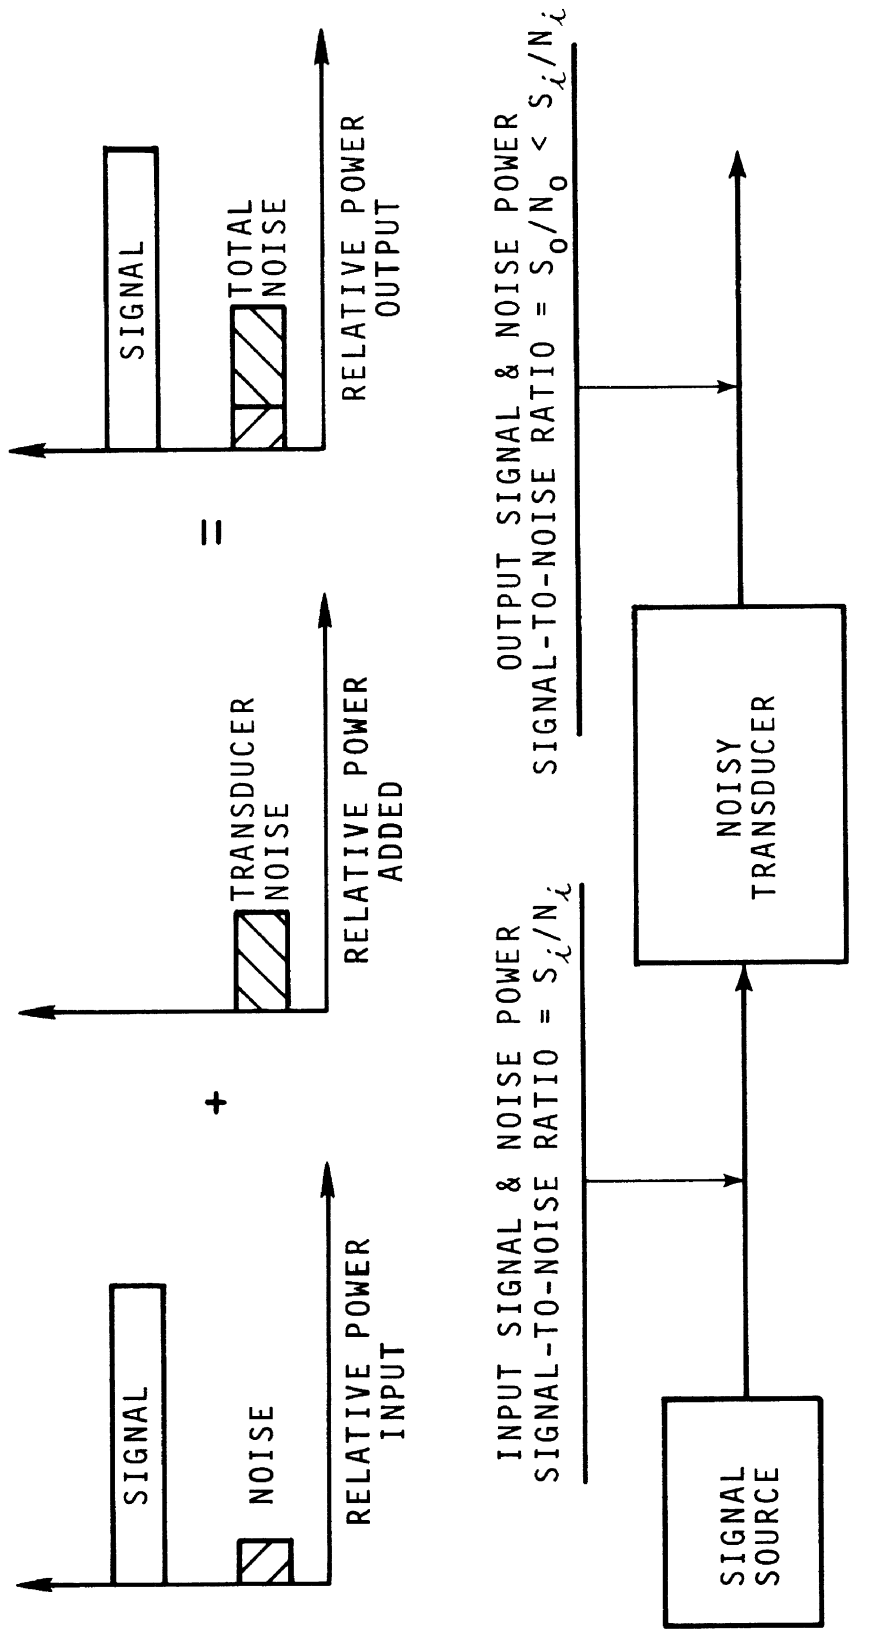 SIGNAL
NOISE
RELATIVE POWER
INPUT
+
TRANSDUCER
NOISE
RELATIVE POWER
ADDED
=
SIGNAL
TOTAL
NOISE
RELATIVE POWER
OUTPUT
INPUT SIGNAL & NOISE POWER
SIGNAL-TO-NOISE RATIO = Si/Ni
OUTPUT SIGNAL & NOISE POWER
SIGNAL-TO-NOISE RATIO = So/No < Si/Ni
SIGNAL
SOURCE
NOISY
TRANSDUCER